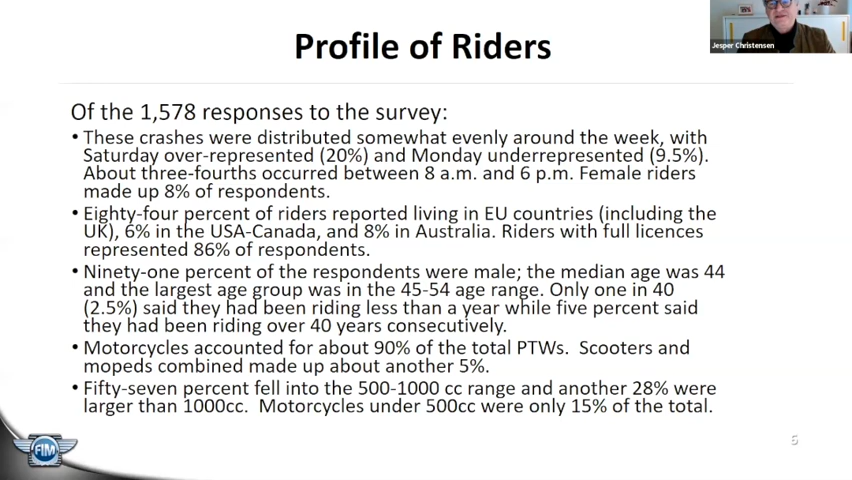 Jesper Christensen
Profile of Riders
Of the 1,578 responses to the survey:
• These crashes were distributed somewhat evenly around the week, with
Saturday over-represented (20%) and Monday underrepresented (9.5%).
About three-fourths occurred between 8 a.m. and 6 p.m. Female riders
made up 8% of respondents.
• Eighty-four percent of riders reported living in EU countries (including the
UK), 6% in the USA-Canada, and 8% in Australia. Riders with full licences
represented 86% of respondents.
• Ninety-one percent of the respondents were male; the median age was 44
and the largest age group was in the 45-54 age range. Only one in 40
(2.5%) said they had been riding less than a year while five percent said
they had been riding over 40 years consecutively.
• Motorcycles accounted for about 90% of the total PTWs. Scooters and
mopeds combined made up about another 5%.
• Fifty-seven percent fell into the 500-1000 cc range and another 28% were
larger than 1000cc. Motorcycles under 500cc were only 15% of the total.
FIM
6